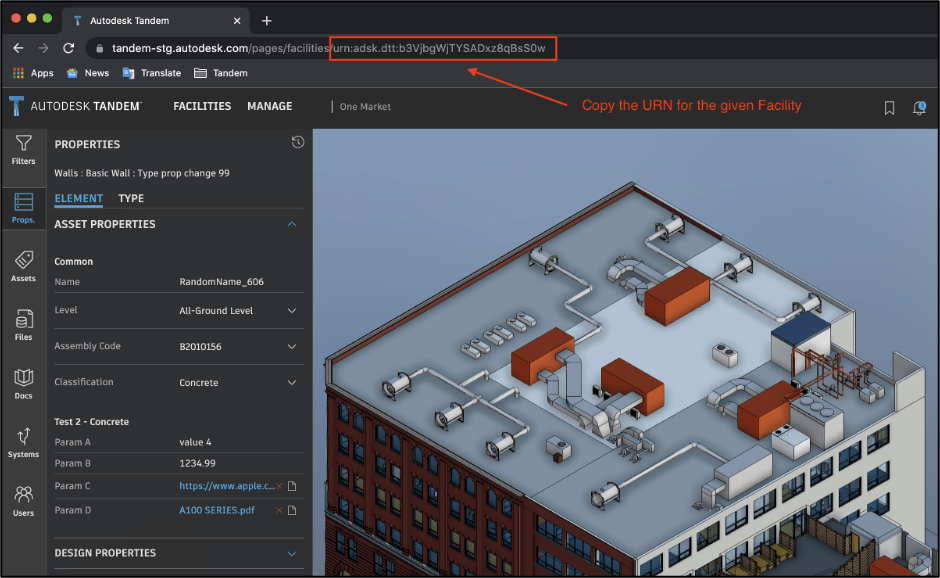 Autodesk Tandem
tandem-stg.autodesk.com/pages/facilities/urn:adsk.dtt:b3VjbgWjTYSADxz8qBsS0w
Apps News Translate Tandem
Copy the URN for the given Facility
AUTODESK TANDEM FACILITIES MANAGE One Market
Filters
Props.
Assets
Files
Docs
Systems
Users
PROPERTIES
Walls : Basic Wall : Type prop change 99
ELEMENT TYPE
ASSET PROPERTIES
Common
Name RandomName_606
Level All-Ground Level
Assembly Code B2010156
Classification Concrete
Test 2 - Concrete
Param A value 4
Param B 1234.99
Param C https://www.apple.c...
Param D A100 SERIES.pdf
DESIGN PROPERTIES